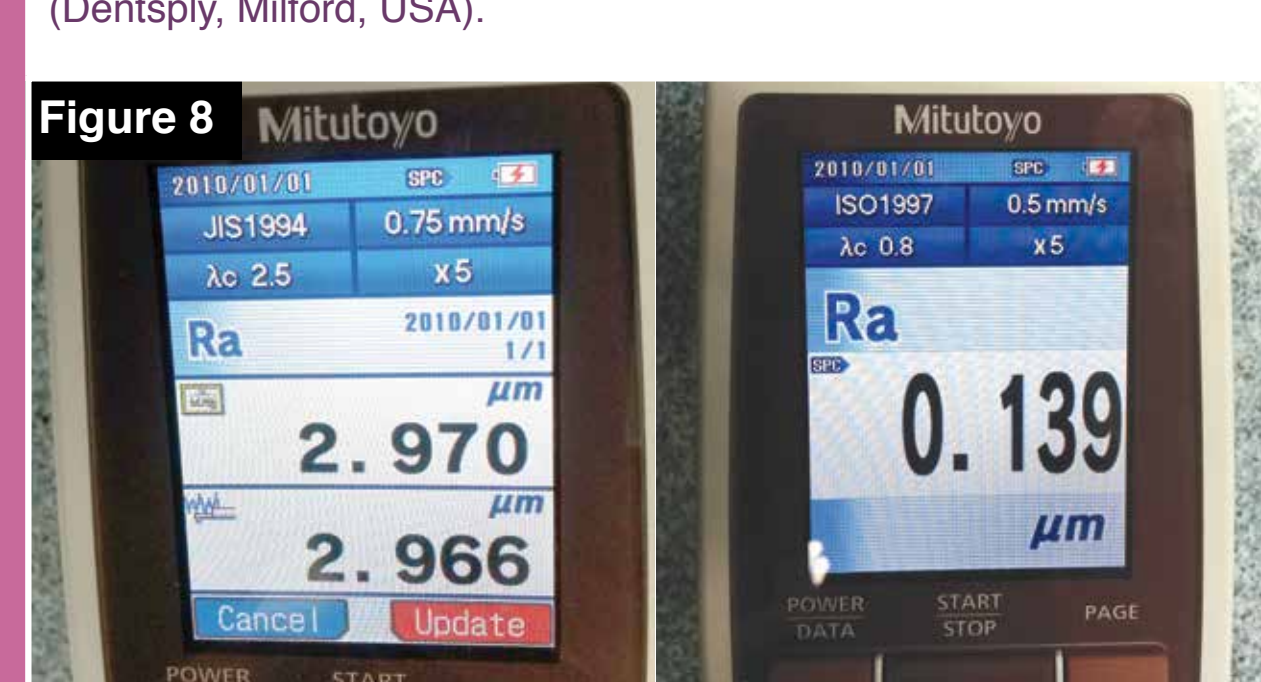 (Dentsply, Milford, USA).
Figure 8
Mitutoyo
2010/01/01 SPC
JIS1994 0.75 mm/s
λc 2.5 x5
Ra 2010/01/01
1/1
μm
2.970
μm
2.966
Cancel Update
POWER START
Mitutoyo
2010/01/01 SPC
ISO1997 0.5 mm/s
λc 0.8 x5
Ra
SPC
0.139
μm
POWER START PAGE
DATA STOP